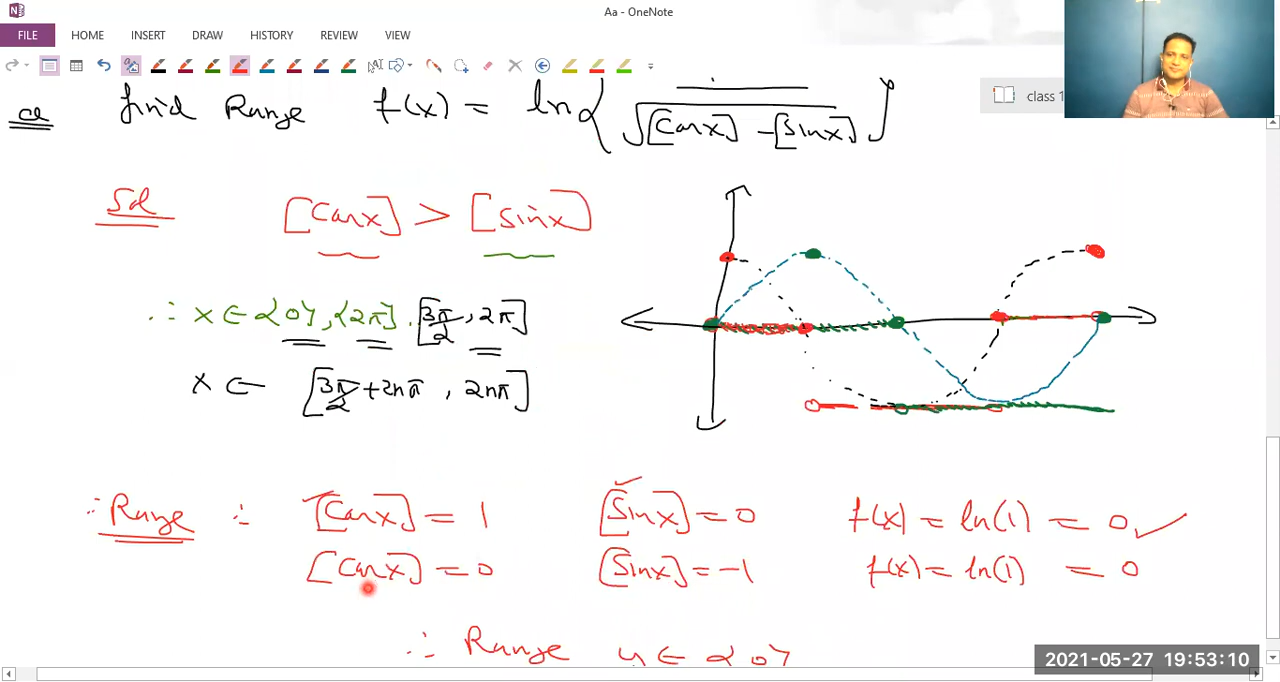 Aa - OneNote
FILE HOME INSERT DRAW HISTORY REVIEW VIEW
class 1
Q find Range f(x) = ln{ 1/√([Cosx] - [Sinx]) }
Sol [Cosx] > [Sinx]
∴ x ∈ {0}, {2π}, [3π/2, 2π]
x ∈ [3π/2 + 2nπ, 2nπ]
∴ Range ∴ [Cosx] = 1 [Sinx] = 0 f(x) = ln(1) = 0 ✓
[Cosx] = 0 [Sinx] = -1 f(x) = ln(1) = 0
∴ Range y ∈ {0}
2021-05-27 19:53:10